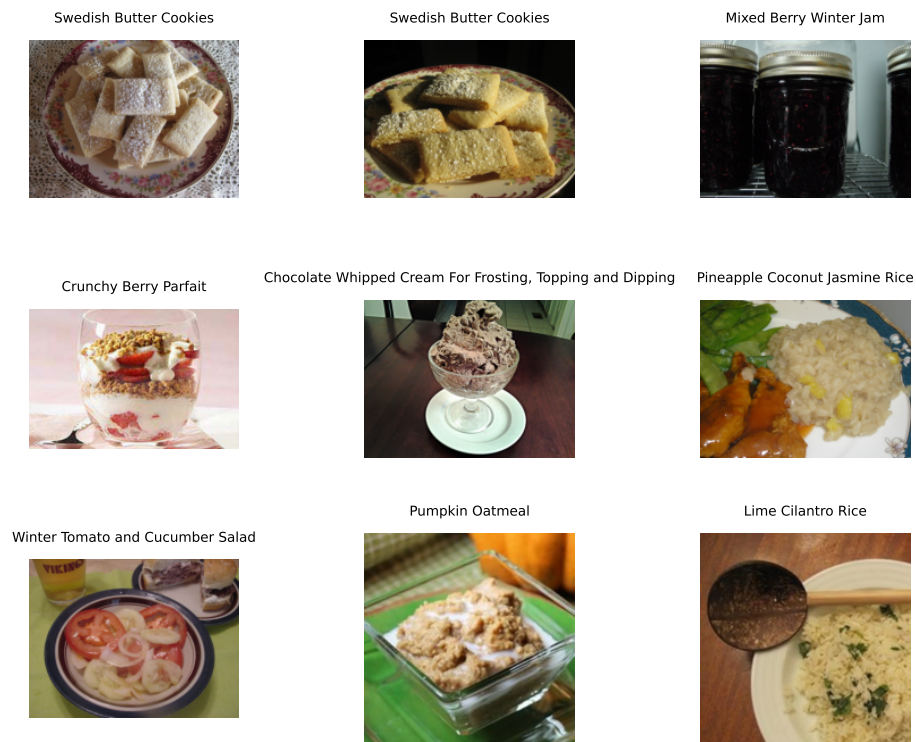 Swedish Butter Cookies
Swedish Butter Cookies
Mixed Berry Winter Jam
Crunchy Berry Parfait
Chocolate Whipped Cream For Frosting, Topping and Dipping
Pineapple Coconut Jasmine Rice
Winter Tomato and Cucumber Salad
Pumpkin Oatmeal
Lime Cilantro Rice
VIKINGS